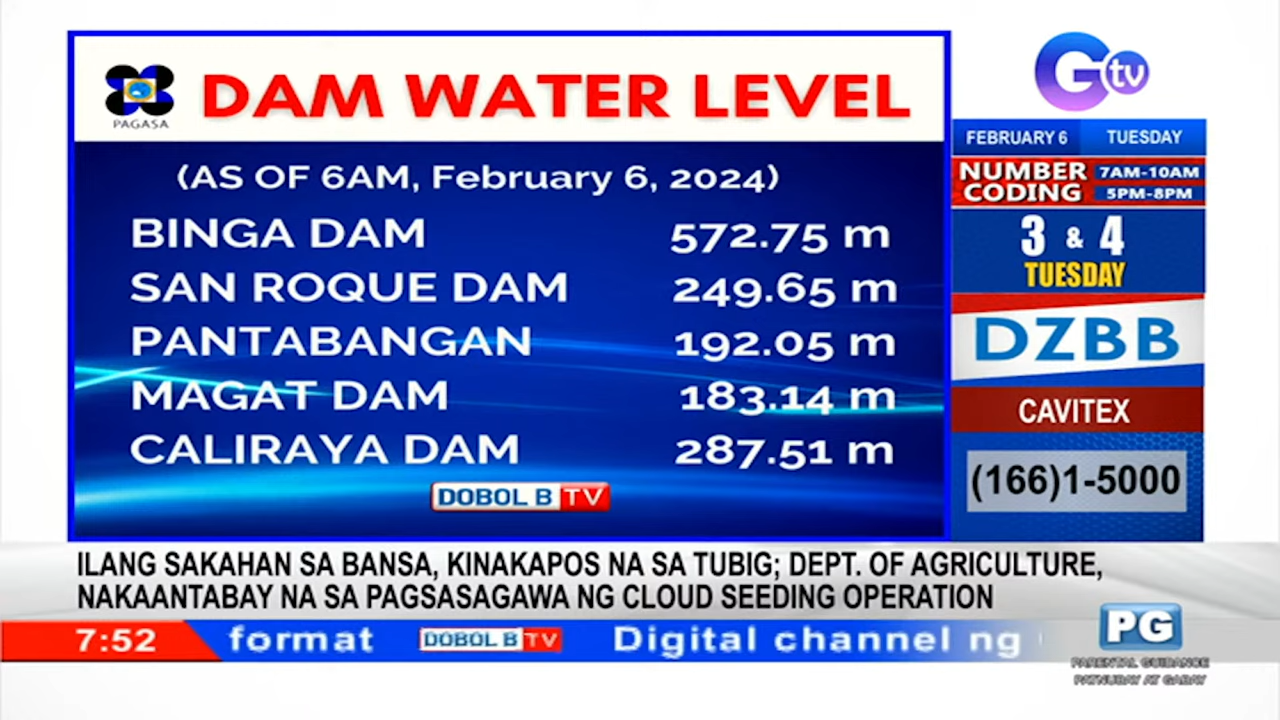 PAGASA
DAM WATER LEVEL
(AS OF 6AM, February 6, 2024)
BINGA DAM 572.75 m
SAN ROQUE DAM 249.65 m
PANTABANGAN 192.05 m
MAGAT DAM 183.14 m
CALIRAYA DAM 287.51 m
DOBOL B TV
Gtv
FEBRUARY 6 TUESDAY
NUMBER CODING 7AM-10AM
5PM-8PM
3 & 4
TUESDAY
DZBB
CAVITEX
(166)1-5000
ILANG SAKAHAN SA BANSA, KINAKAPOS NA SA TUBIG; DEPT. OF AGRICULTURE,
NAKAANTABAY NA SA PAGSASAGAWA NG CLOUD SEEDING OPERATION
7:52 format DOBOL B TV Digital channel ng
PG
PARENTAL GUIDANCE
PATNUBAY AT GABAY